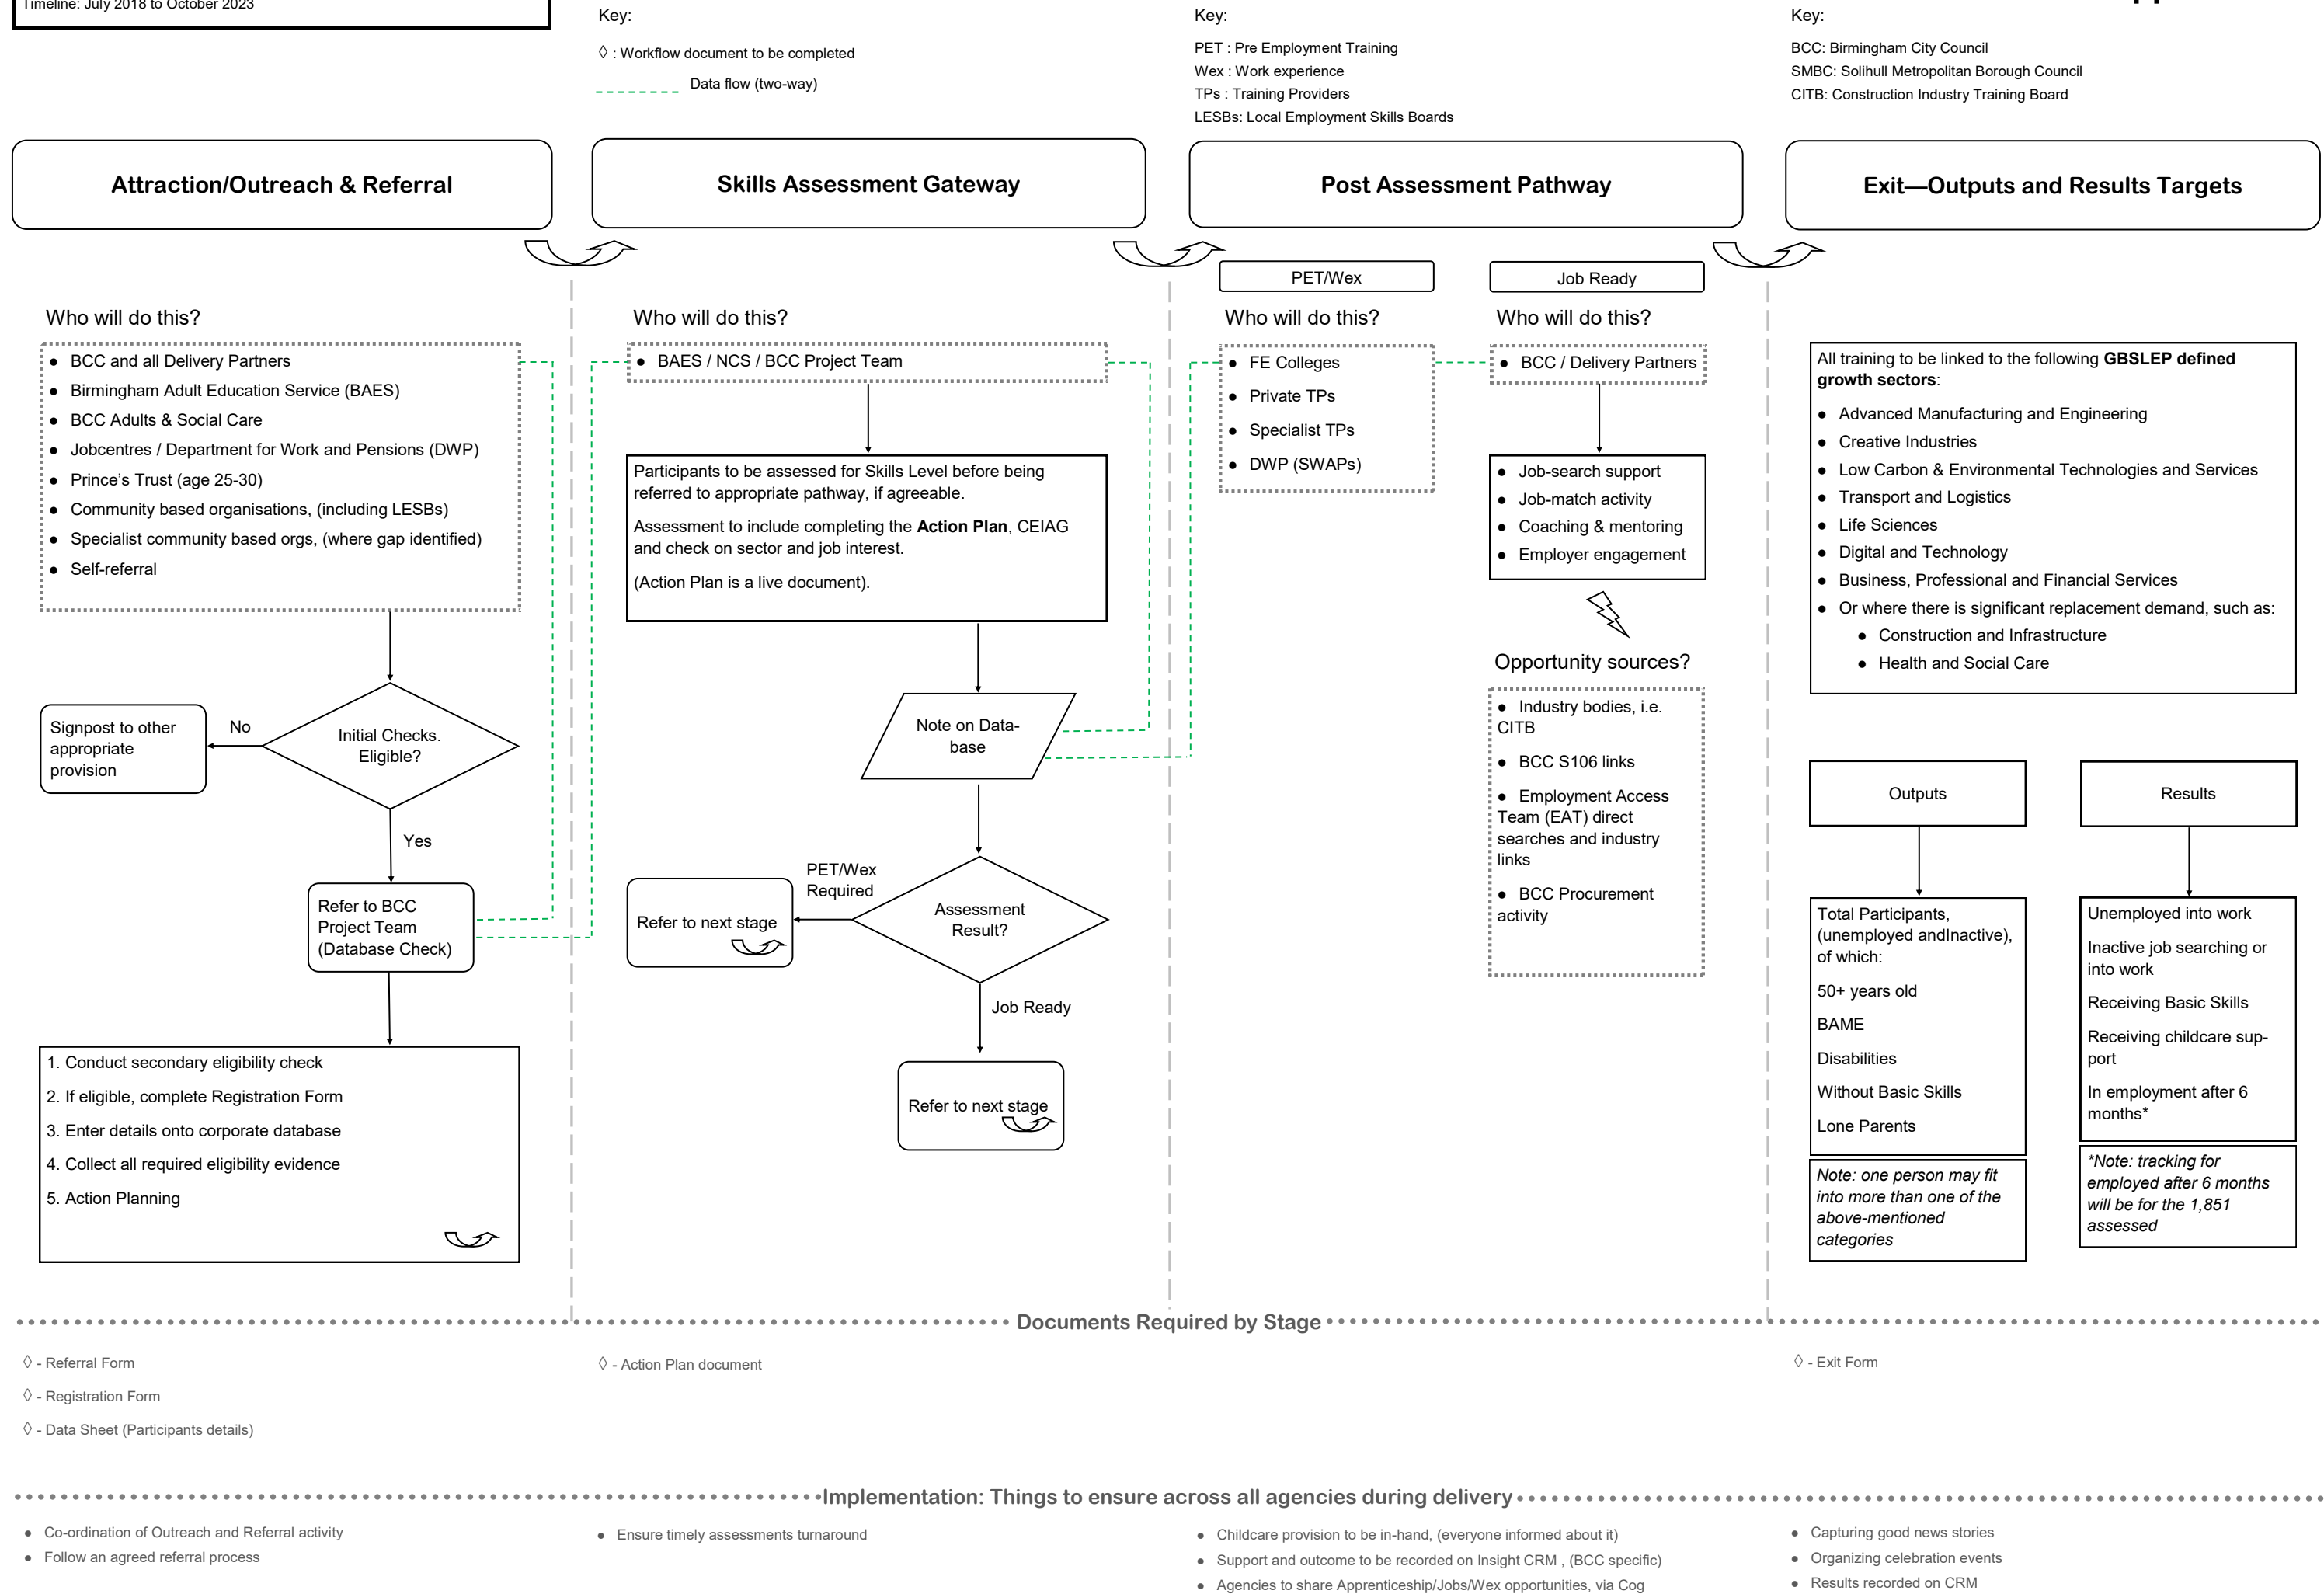 Timeline: July 2018 to October 2023
Key:
◊ : Workflow document to be completed
Data flow (two-way)
Key:
PET : Pre Employment Training
Wex : Work experience
TPs : Training Providers
LESBs: Local Employment Skills Boards
Key:
BCC: Birmingham City Council
SMBC: Solihull Metropolitan Borough Council
CITB: Construction Industry Training Board
Attraction/Outreach & Referral
Skills Assessment Gateway
Post Assessment Pathway
Exit—Outputs and Results Targets
Who will do this?
● BCC and all Delivery Partners
● Birmingham Adult Education Service (BAES)
● BCC Adults & Social Care
● Jobcentres / Department for Work and Pensions (DWP)
● Prince’s Trust (age 25-30)
● Community based organisations, (including LESBs)
● Specialist community based orgs, (where gap identified)
● Self-referral
Initial Checks.
Eligible?
No
Signpost to other
appropriate
provision
Yes
Refer to BCC
Project Team
(Database Check)
1. Conduct secondary eligibility check
2. If eligible, complete Registration Form
3. Enter details onto corporate database
4. Collect all required eligibility evidence
5. Action Planning
Who will do this?
● BAES / NCS / BCC Project Team
Participants to be assessed for Skills Level before being
referred to appropriate pathway, if agreeable.
Assessment to include completing the Action Plan, CEIAG
and check on sector and job interest.
(Action Plan is a live document).
Note on Data-
base
Assessment
Result?
PET/Wex
Required
Refer to next stage
Job Ready
Refer to next stage
PET/Wex
Who will do this?
● FE Colleges
● Private TPs
● Specialist TPs
● DWP (SWAPs)
Job Ready
Who will do this?
● BCC / Delivery Partners
● Job-search support
● Job-match activity
● Coaching & mentoring
● Employer engagement
Opportunity sources?
● Industry bodies, i.e.
CITB
● BCC S106 links
● Employment Access
Team (EAT) direct
searches and industry
links
● BCC Procurement
activity
All training to be linked to the following GBSLEP defined
growth sectors:
● Advanced Manufacturing and Engineering
● Creative Industries
● Low Carbon & Environmental Technologies and Services
● Transport and Logistics
● Life Sciences
● Digital and Technology
● Business, Professional and Financial Services
● Or where there is significant replacement demand, such as:
● Construction and Infrastructure
● Health and Social Care
Outputs
Total Participants,
(unemployed andInactive),
of which:
50+ years old
BAME
Disabilities
Without Basic Skills
Lone Parents
Note: one person may fit
into more than one of the
above-mentioned
categories
Results
Unemployed into work
Inactive job searching or
into work
Receiving Basic Skills
Receiving childcare sup-
port
In employment after 6
months*
*Note: tracking for
employed after 6 months
will be for the 1,851
assessed
Documents Required by Stage
◊ - Referral Form
◊ - Registration Form
◊ - Data Sheet (Participants details)
◊ - Action Plan document
◊ - Exit Form
Implementation: Things to ensure across all agencies during delivery
● Co-ordination of Outreach and Referral activity
● Follow an agreed referral process
● Ensure timely assessments turnaround
● Childcare provision to be in-hand, (everyone informed about it)
● Support and outcome to be recorded on Insight CRM , (BCC specific)
● Agencies to share Apprenticeship/Jobs/Wex opportunities, via Cog
● Capturing good news stories
● Organizing celebration events
● Results recorded on CRM